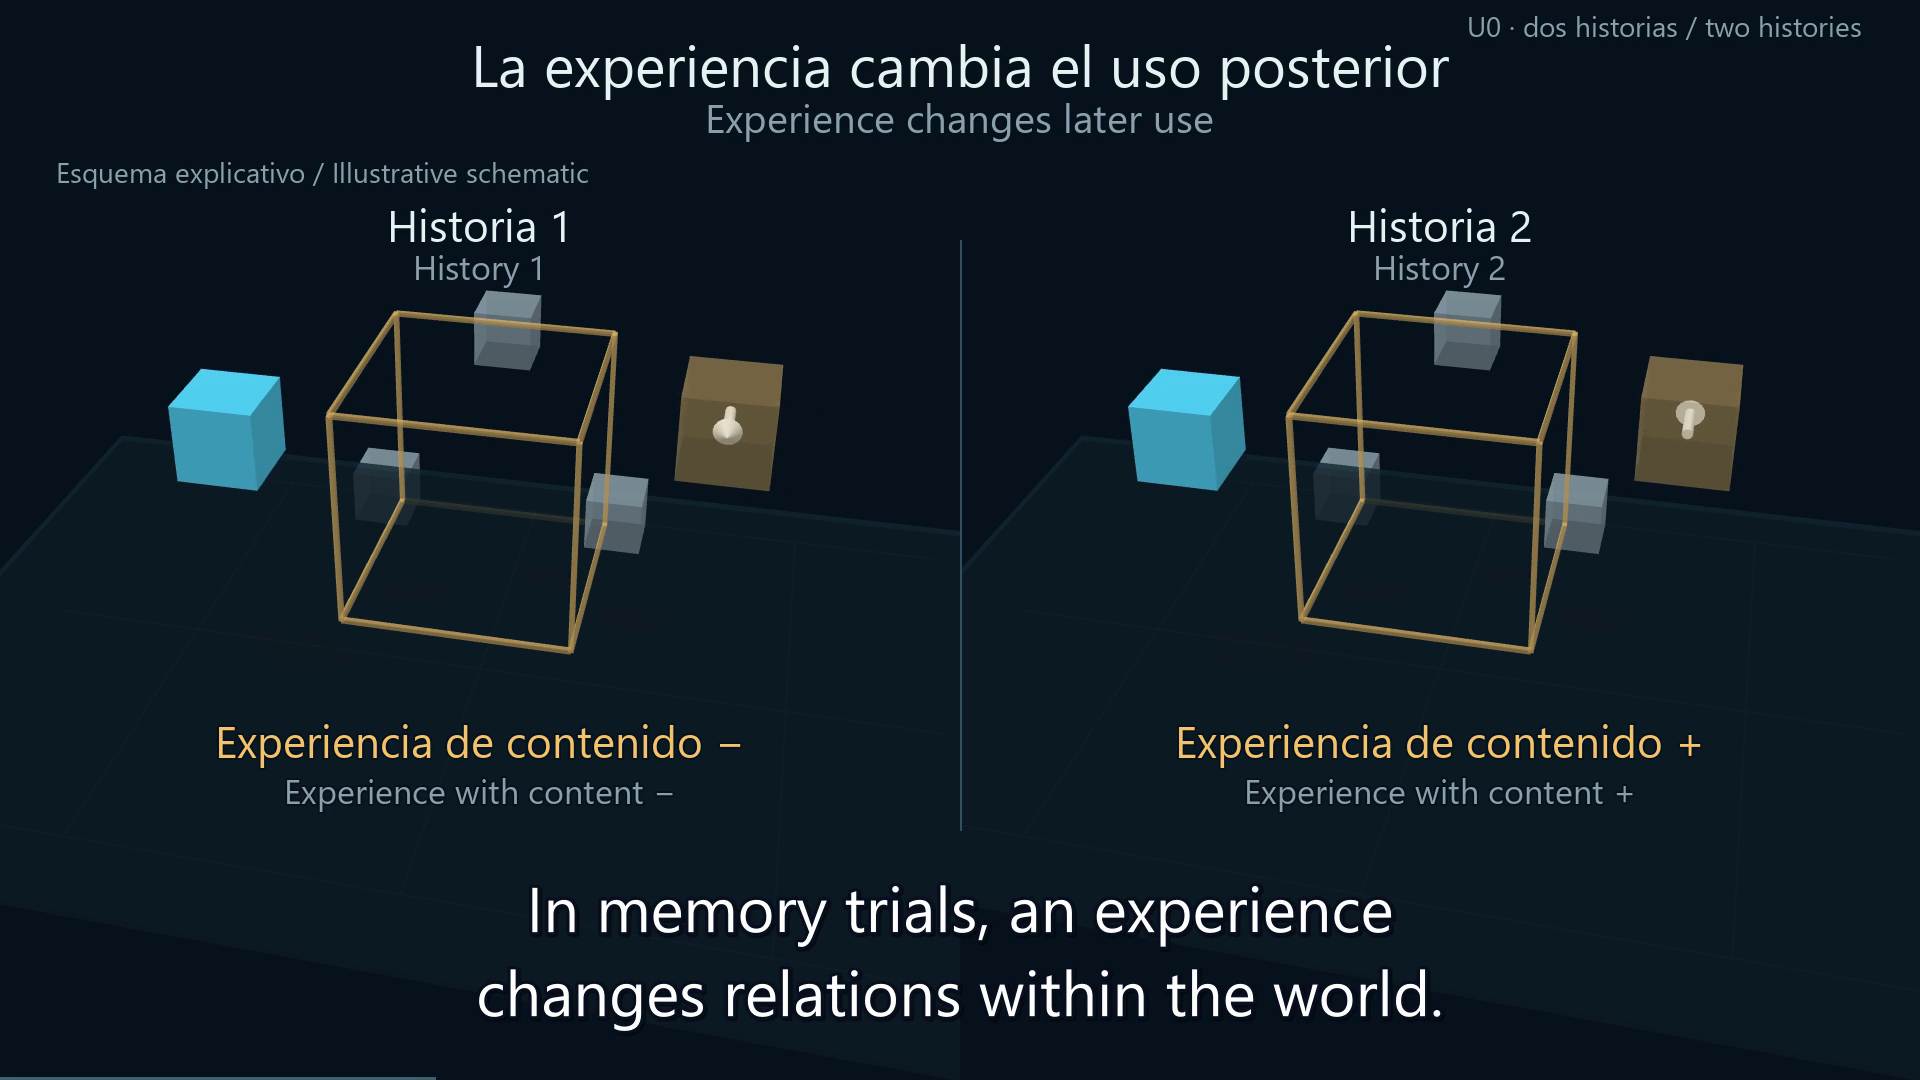 U0 · dos historias / two histories
La experiencia cambia el uso posterior
Experience changes later use
Esquema explicativo / Illustrative schematic
Historia 1
History 1
Historia 2
History 2
Experiencia de contenido −
Experience with content −
Experiencia de contenido +
Experience with content +
In memory trials, an experience
changes relations within the world.